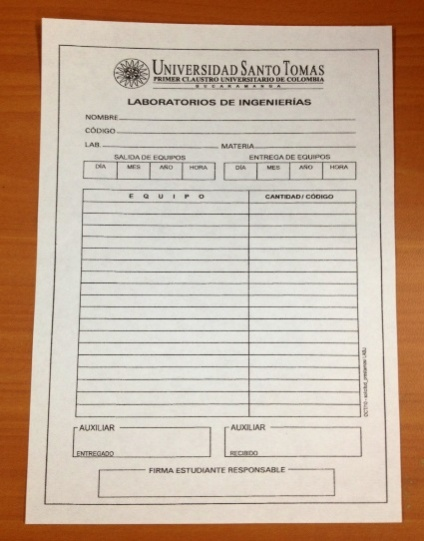 UNIVERSIDAD SANTO TOMAS
PRIMER CLAUSTRO UNIVERSITARIO DE COLOMBIA
BUCARAMANGA
LABORATORIOS DE INGENIERÍAS
NOMBRE
CÓDIGO
LAB. MATERIA
SALIDA DE EQUIPOS ENTREGA DE EQUIPOS
DÍA MES AÑO HORA DÍA MES AÑO HORA
EQUIPO CANTIDAD / CÓDIGO
AUXILIAR AUXILIAR
ENTREGADO RECIBIDO
FIRMA ESTUDIANTE RESPONSABLE